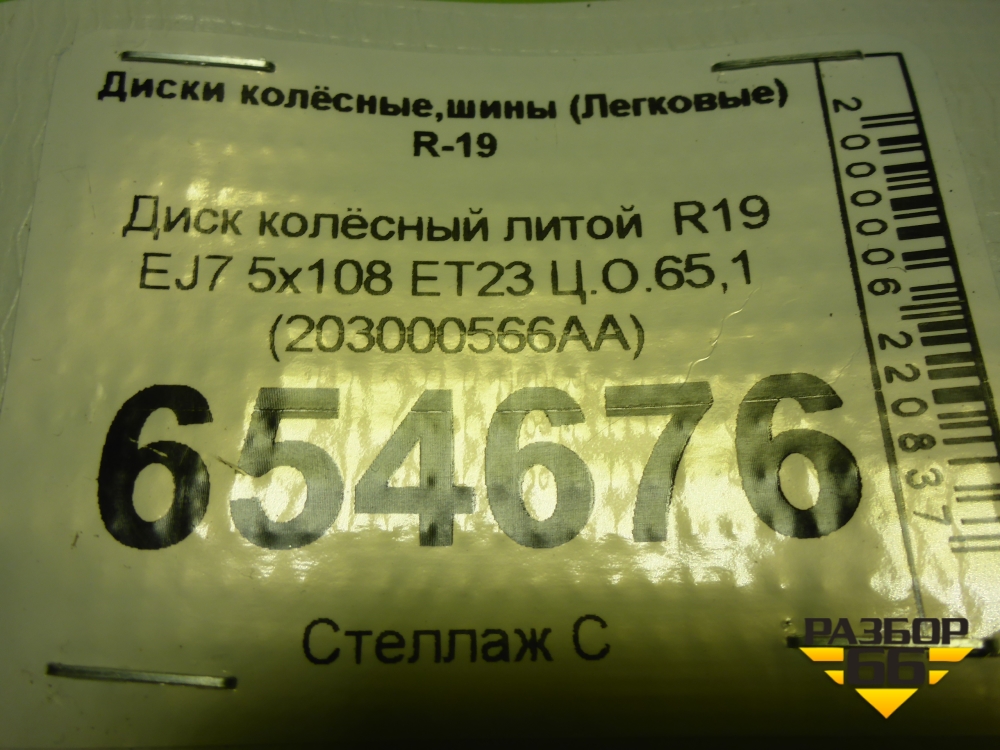 Диски колёсные,шины (Легковые)
R-19
Диск колёсный литой R19
EJ7 5x108 ET23 Ц.О.65,1
(203000566AA)
654676
Стеллаж С
2000006220837
РАЗБОР
66